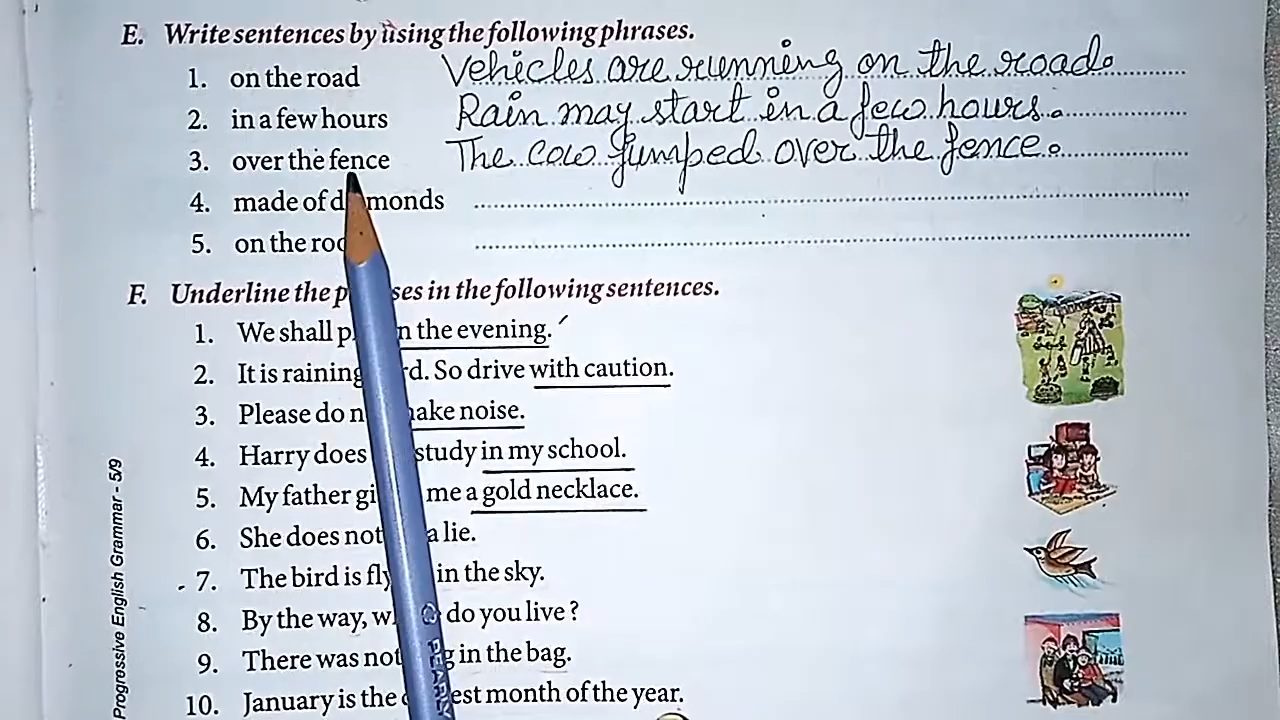 E. Write sentences by using the following phrases.
1. on the road Vehicles are running on the road.
2. in a few hours Rain may start in a few hours.
3. over the fence The cow jumped over the fence.
4. made of d monds
5. on the roo
F. Underline the p ses in the following sentences.
1. We shall p n the evening.
2. It is raining rd. So drive with caution.
3. Please do n ake noise.
4. Harry does study in my school.
5. My father gi me a gold necklace.
6. She does not a lie.
7. The bird is fly in the sky.
8. By the way, w do you live ?
9. There was not g in the bag.
10. January is the est month of the year.
Progressive English Grammar - 5/9
PEARL